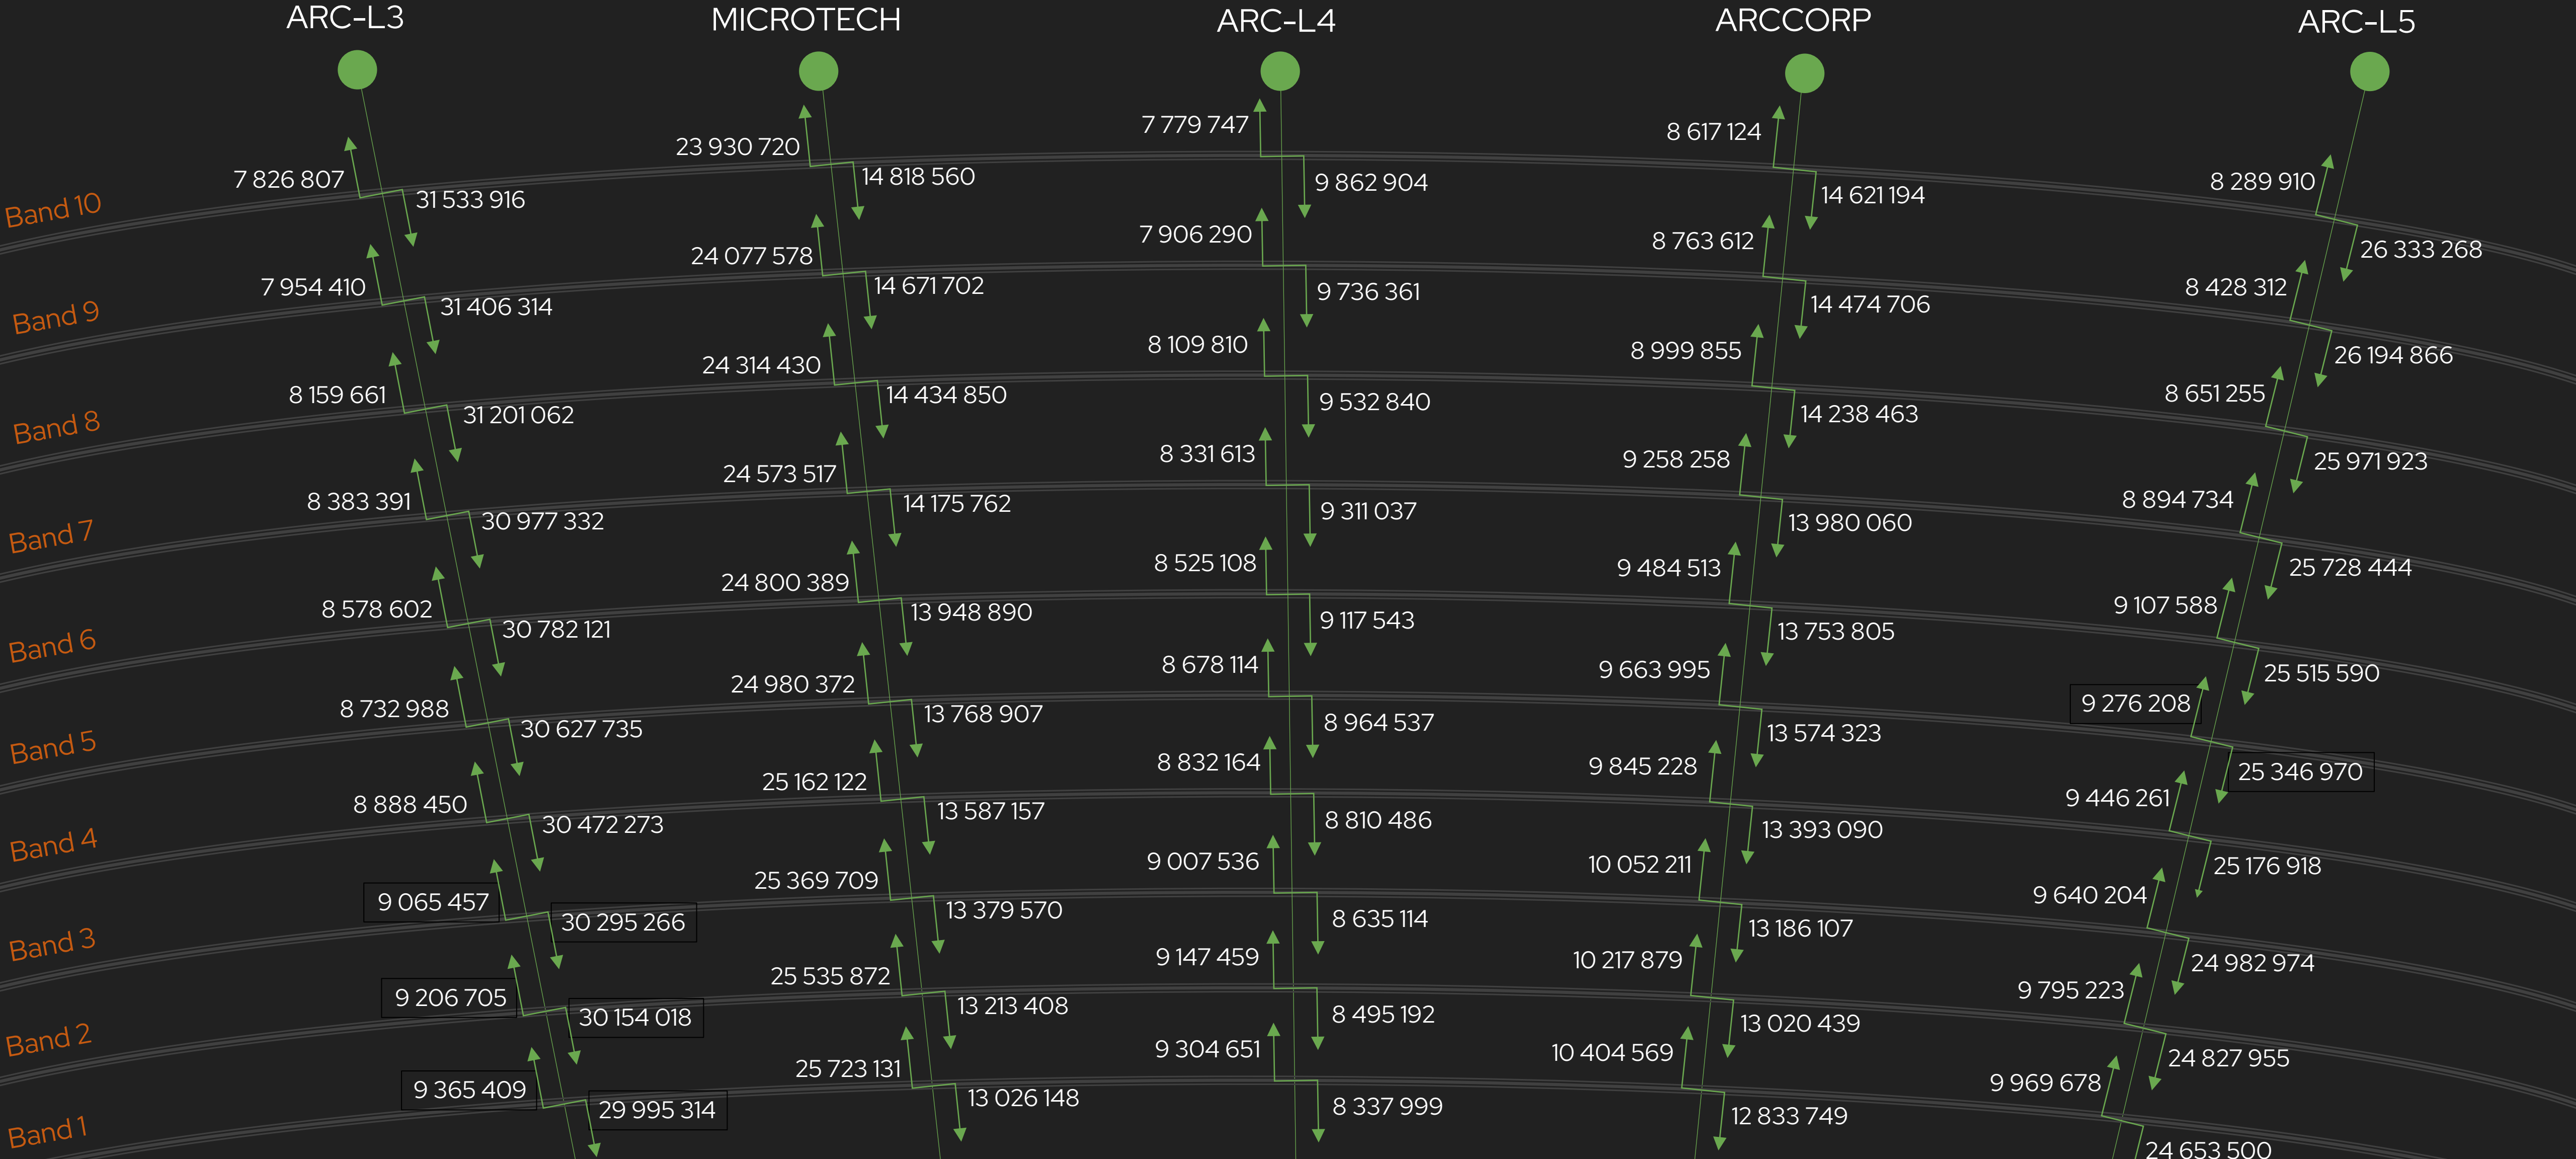 ARC-L3 MICROTECH ARC-L4 ARCCORP ARC-L5
7 826 807 31 533 916 23 930 720 14 818 560 7 779 747 9 862 904 8 617 124 14 621 194 8 289 910 26 333 268
Band 10
7 954 410 31 406 314 24 077 578 14 671 702 7 906 290 9 736 361 8 763 612 14 474 706 8 428 312 26 194 866
Band 9
8 159 661 31 201 062 24 314 430 14 434 850 8 109 810 9 532 840 8 999 855 14 238 463 8 651 255 25 971 923
Band 8
8 383 391 30 977 332 24 573 517 14 175 762 8 331 613 9 311 037 9 258 258 13 980 060 8 894 734 25 728 444
Band 7
8 578 602 30 782 121 24 800 389 13 948 890 8 525 108 9 117 543 9 484 513 13 753 805 9 107 588 25 515 590
Band 6
8 732 988 30 627 735 24 980 372 13 768 907 8 678 114 8 964 537 9 663 995 13 574 323 9 276 208 25 346 970
Band 5
8 888 450 30 472 273 25 162 122 13 587 157 8 832 164 8 810 486 9 845 228 13 393 090 9 446 261 25 176 918
Band 4
9 065 457 30 295 266 25 369 709 13 379 570 9 007 536 8 635 114 10 052 211 13 186 107 9 640 204 24 982 974
Band 3
9 206 705 30 154 018 25 535 872 13 213 408 9 147 459 8 495 192 10 217 879 13 020 439 9 795 223 24 827 955
Band 2
9 365 409 29 995 314 25 723 131 13 026 148 9 304 651 8 337 999 10 404 569 12 833 749 9 969 678 24 653 500
Band 1